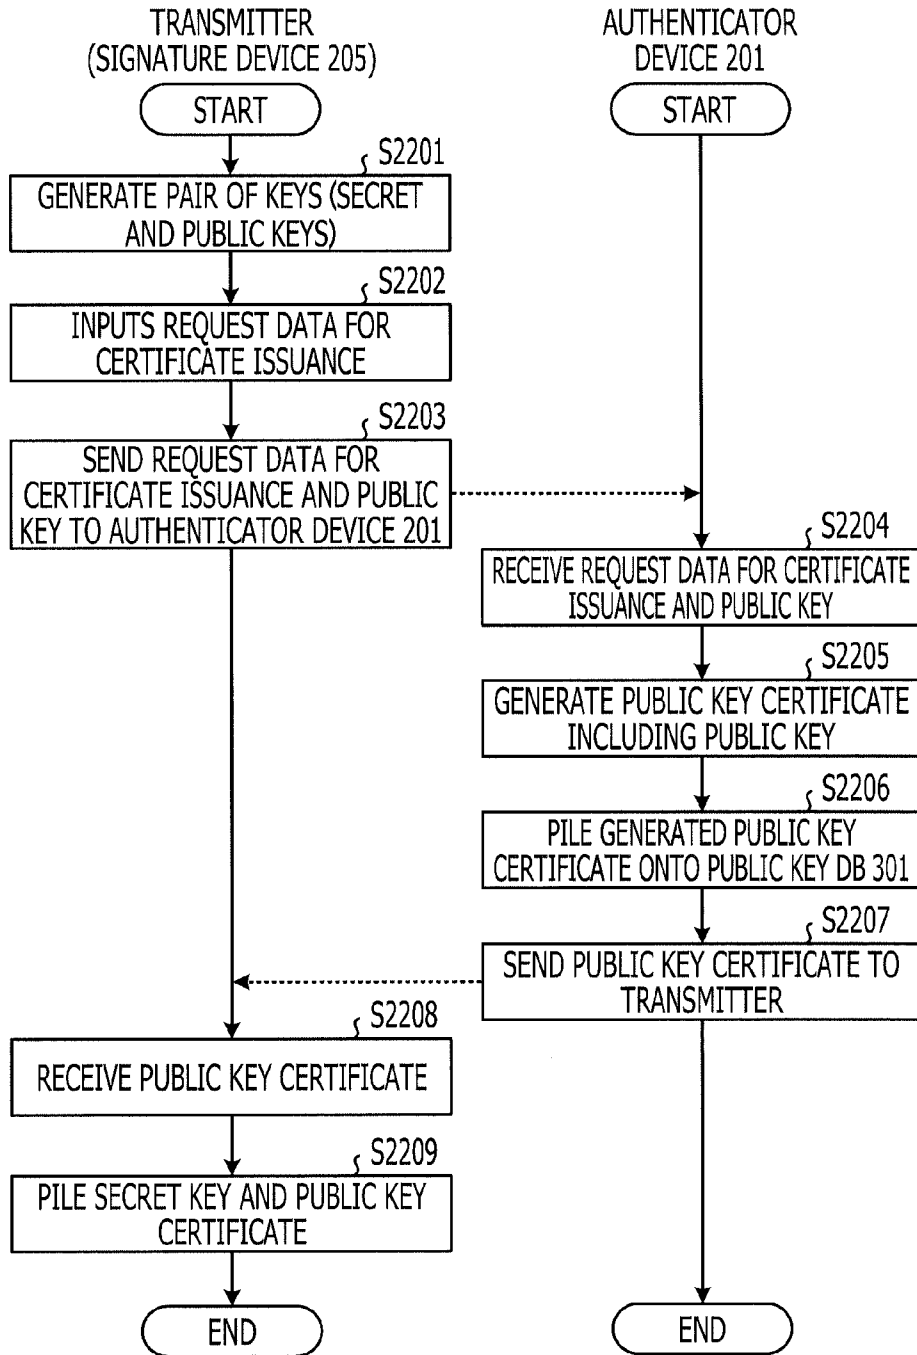 TRANSMITTER
(SIGNATURE DEVICE 205)
AUTHENTICATOR
DEVICE 201
START
START
S2201
GENERATE PAIR OF KEYS (SECRET
AND PUBLIC KEYS)
S2202
INPUTS REQUEST DATA FOR
CERTIFICATE ISSUANCE
S2203
SEND REQUEST DATA FOR
CERTIFICATE ISSUANCE AND PUBLIC
KEY TO AUTHENTICATOR DEVICE 201
S2204
RECEIVE REQUEST DATA FOR CERTIFICATE
ISSUANCE AND PUBLIC KEY
S2205
GENERATE PUBLIC KEY CERTIFICATE
INCLUDING PUBLIC KEY
S2206
PILE GENERATED PUBLIC KEY
CERTIFICATE ONTO PUBLIC KEY DB 301
S2207
SEND PUBLIC KEY CERTIFICATE TO
TRANSMITTER
S2208
RECEIVE PUBLIC KEY CERTIFICATE
S2209
PILE SECRET KEY AND PUBLIC KEY
CERTIFICATE
END
END